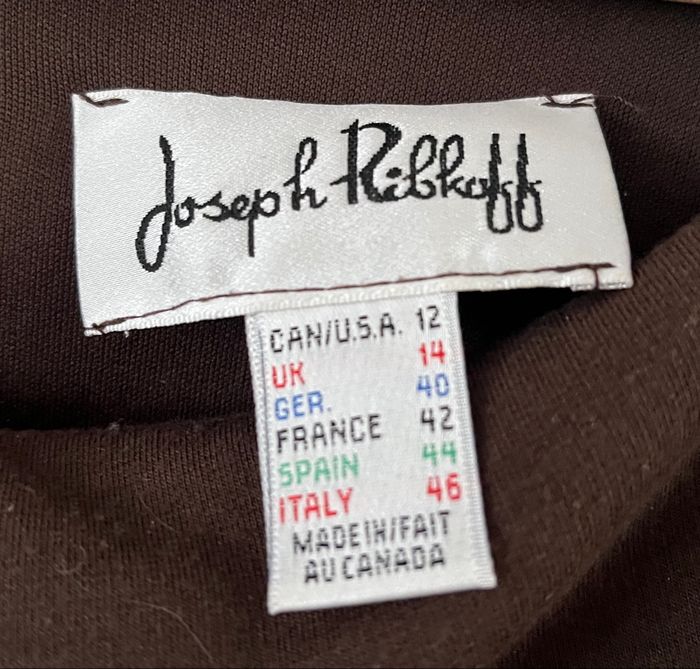 Joseph Ribkoff
CAN/U.S.A. 12
UK 14
GER. 40
FRANCE 42
SPAIN 44
ITALY 46
MADE IN/FAIT
AU CANADA